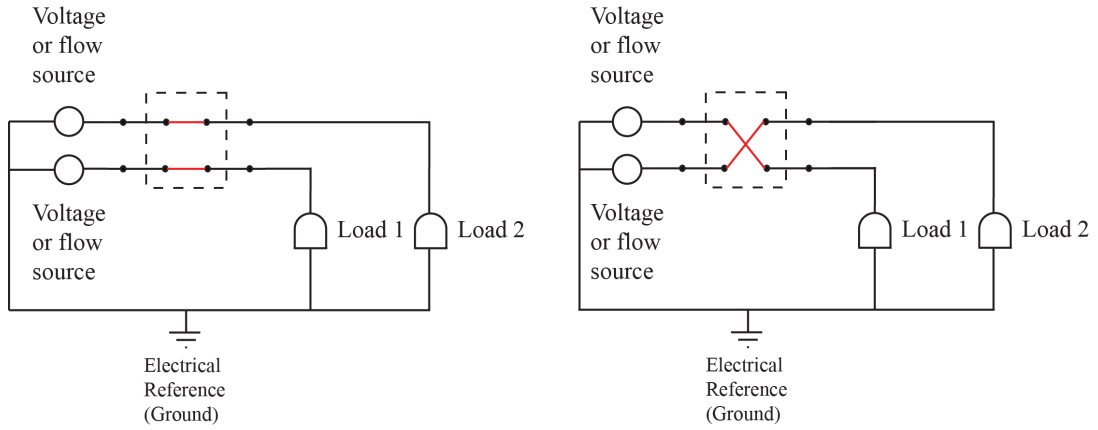 Voltage
or flow
source
Voltage
or flow
source
Load 1
Load 2
Electrical
Reference
(Ground)
Voltage
or flow
source
Voltage
or flow
source
Load 1
Load 2
Electrical
Reference
(Ground)